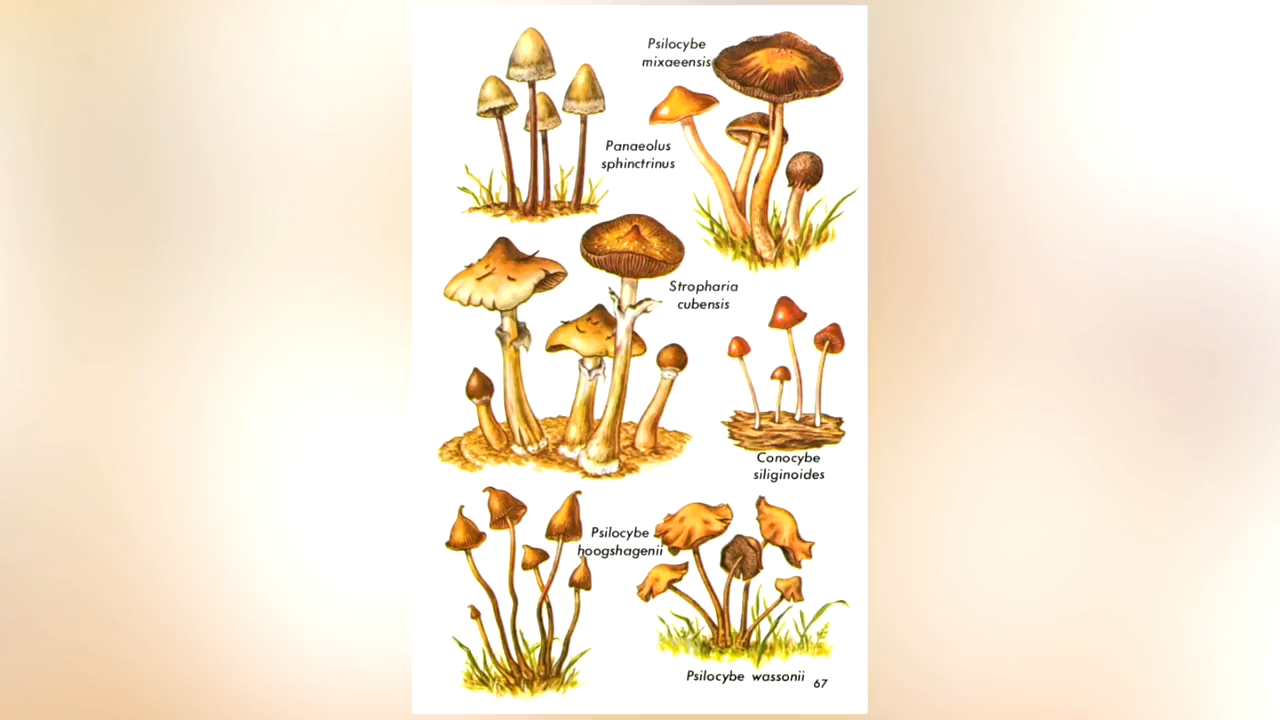 Psilocybe
mixaeensis
Panaeolus
sphinctrinus
Stropharia
cubensis
Conocybe
siliginoides
Psilocybe
hoogshagenii
Psilocybe wassonii
67